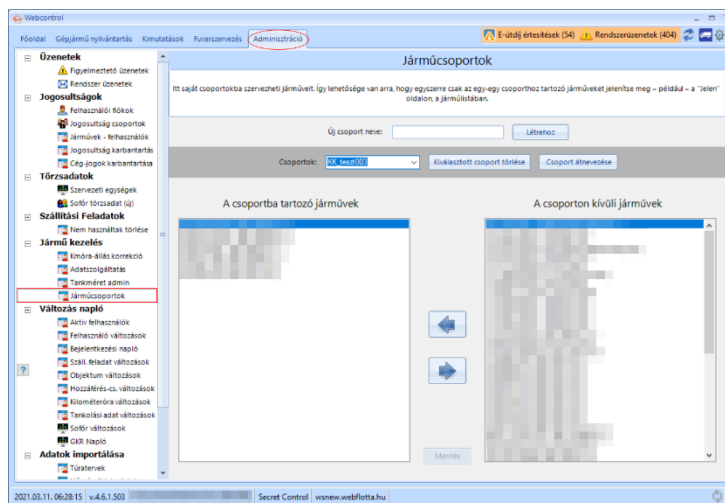 Webcontrol
Főoldal Gépjármű nyilvántartás Kimutatások Fuvarszervezés Adminisztráció
E-útdíj értesítések (54) Rendszerüzenetek (404)
Üzenetek
Figyelmeztető üzenetek
Rendszer üzenetek
Jogosultságok
Felhasználói fiókok
Jogosultság csoportok
Járművek - felhasználók
Jogosultság karbantartás
Cég-jogok karbantartása
Törzsadatok
Szervezeti egységek
Sofőr törzsadat (új)
Szállítási Feladatok
Nem használtak törlése
Jármű kezelés
Kmóra-állás korrekció
Adatszolgáltatás
Tankméret admin
Járműcsoportok
Változás napló
Aktív felhasználók
Felhasználó változások
Bejelentkezési napló
Száll. feladat változások
Objektum változások
Hozzáférés-cs. változások
Kilométeróra változások
Tankolási adat változások
Sofőr változások
GKR Napló
Adatok importálása
Túratervek
Járműcsoportok
Itt saját csoportokba szervezheti járműveit. Így lehetősége van arra, hogy egyszerre csak az egy-egy csoporthoz tartozó járműveket jelenítse meg – például – a "Jelen"
oldalon, a járműlistában.
Új csoport neve: Létrehoz
Csoportok: KK_teszt003 Kiválasztott csoport törlése Csoport átnevezése
A csoportba tartozó járművek A csoporton kívüli járművek
Mentés
2021.03.11. 06:28:15 v.4.6.1.503 Secret Control wsnew.webflotta.hu